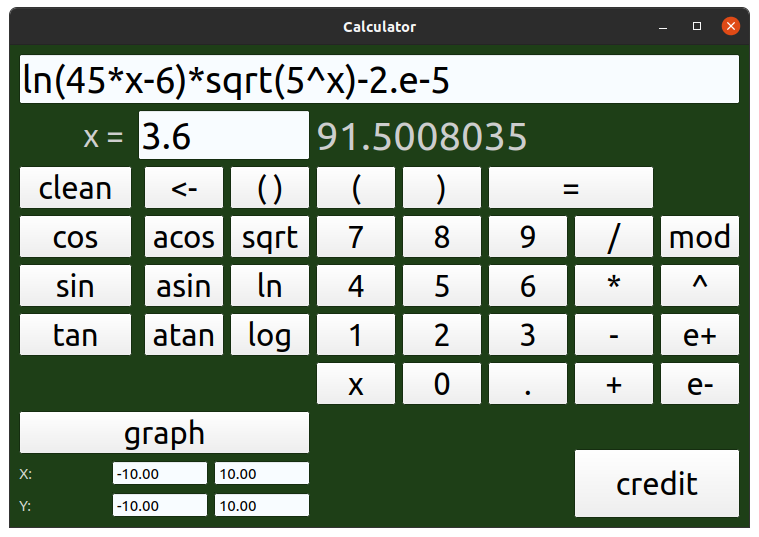 Calculator
ln(45*x-6)*sqrt(5^x)-2.e-5
x = 3.6 91.5008035
clean <- ( ) ( ) =
cos acos sqrt 7 8 9 / mod
sin asin ln 4 5 6 * ^
tan atan log 1 2 3 - e+
x 0 . + e-
graph
X: -10.00 10.00
credit
Y: -10.00 10.00